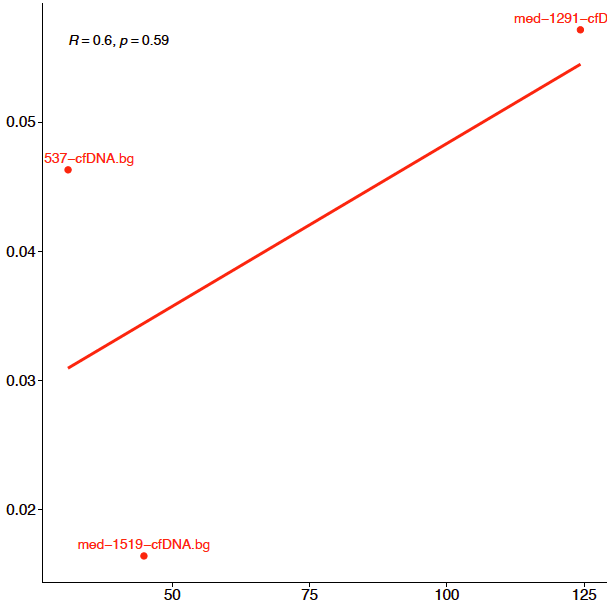 med−1291−cfD
R = 0.6, p = 0.59
0.05
537−cfDNA.bg
0.04
0.03
0.02
med−1519−cfDNA.bg
50 75 100 125